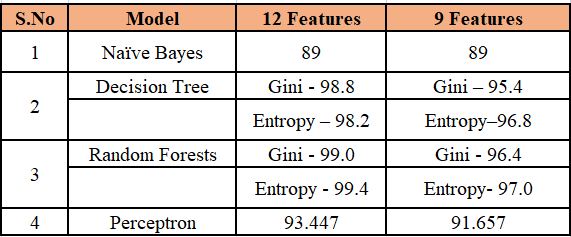 S.No Model 12 Features 9 Features
1 Naïve Bayes 89 89
2 Decision Tree Gini - 98.8 Gini – 95.4
Entropy – 98.2 Entropy–96.8
3 Random Forests Gini - 99.0 Gini - 96.4
Entropy - 99.4 Entropy- 97.0
4 Perceptron 93.447 91.657